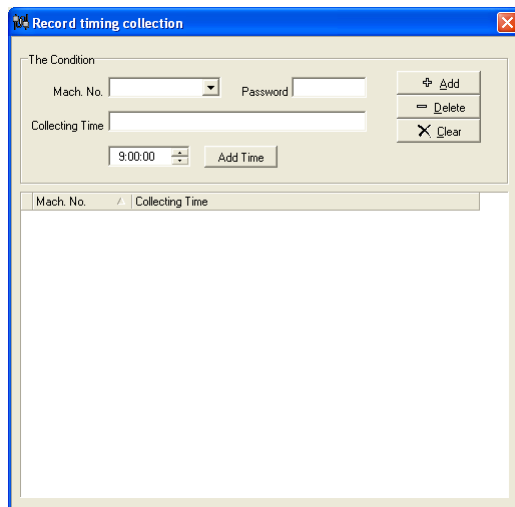 Record timing collection
The Condition
Mach. No.
Password
Add
Delete
Collecting Time
Clear
9:00:00
Add Time
Mach. No.
Collecting Time